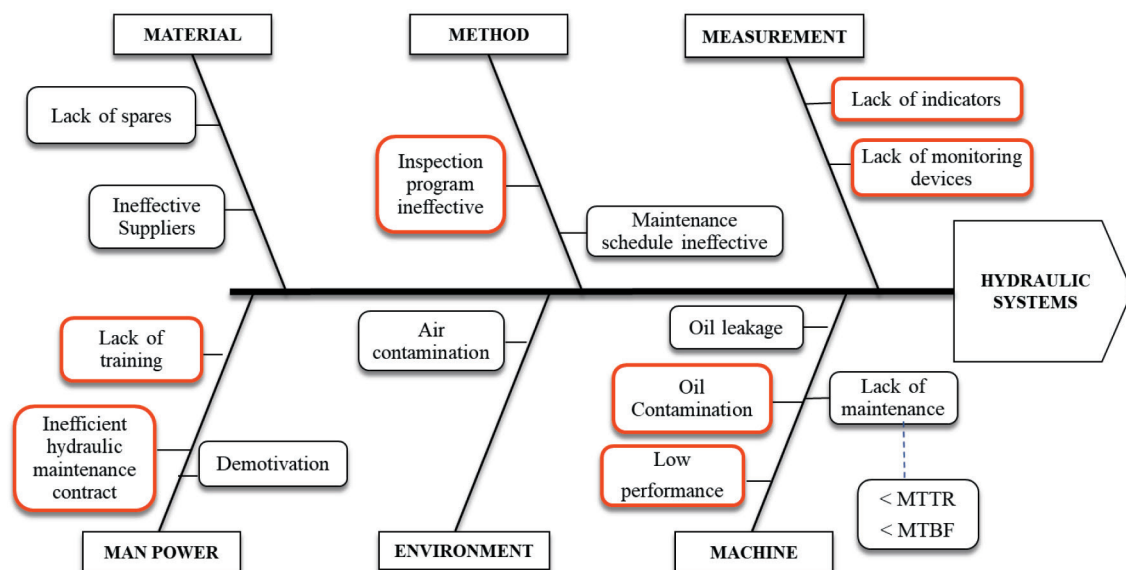 MATERIAL
METHOD
MEASUREMENT
Lack of spares
Ineffective
Suppliers
Inspection
program
ineffective
Maintenance
schedule ineffective
Lack of indicators
Lack of monitoring
devices
HYDRAULIC
SYSTEMS
Lack of
training
Inefficient
hydraulic
maintenance
contract
Demotivation
Air
contamination
Oil leakage
Oil
Contamination
Lack of
maintenance
Low
performance
< MTTR
< MTBF
MAN POWER
ENVIRONMENT
MACHINE